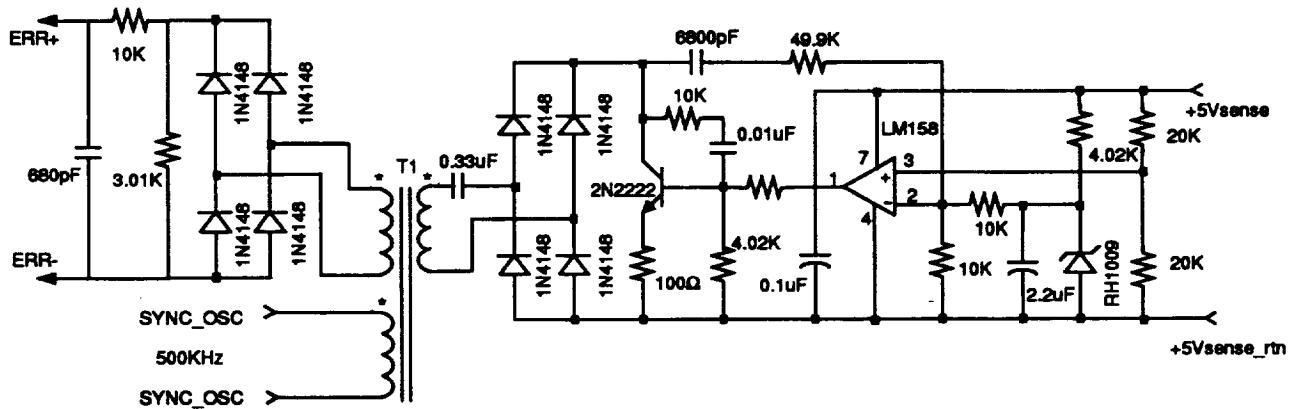 ERR+
10K
1N4148
1N4148
680pF
3.01K
1N4148
1N4148
ERR-
SYNC_OSC
500KHz
SYNC_OSC
T1
*
*
*
0.33uF
1N4148
1N4148
1N4148
1N4148
6800pF
49.9K
10K
0.01uF
2N2222
100Ω
4.02K
0.1uF
LM158
7
1
3
+
2
-
4
10K
10K
2.2uF
RH1009
4.02K
20K
20K
+5Vsense
+5Vsense_rtn